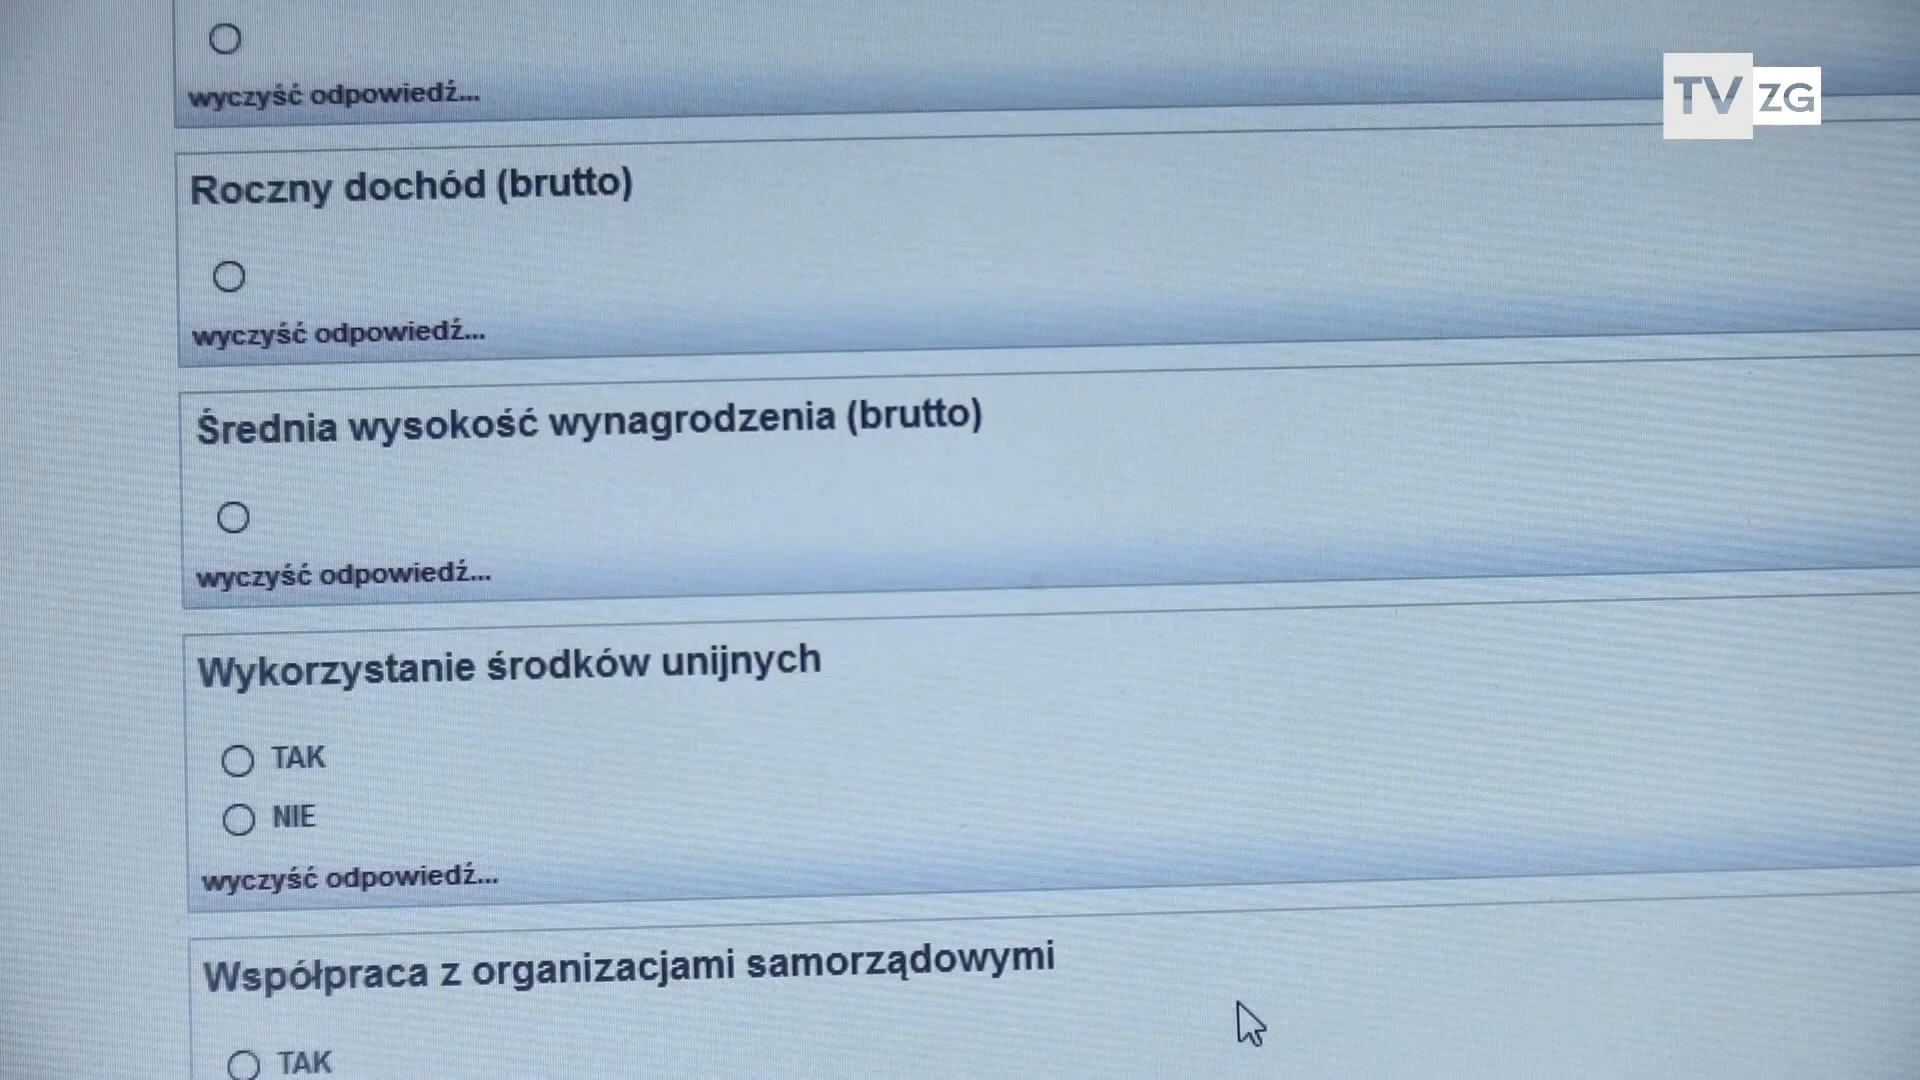 wyczyść odpowiedź...
TV ZG
Roczny dochód (brutto)
wyczyść odpowiedź...
Średnia wysokość wynagrodzenia (brutto)
wyczyść odpowiedź...
Wykorzystanie środków unijnych
TAK
NIE
wyczyść odpowiedź...
Współpraca z organizacjami samorządowymi
TAK